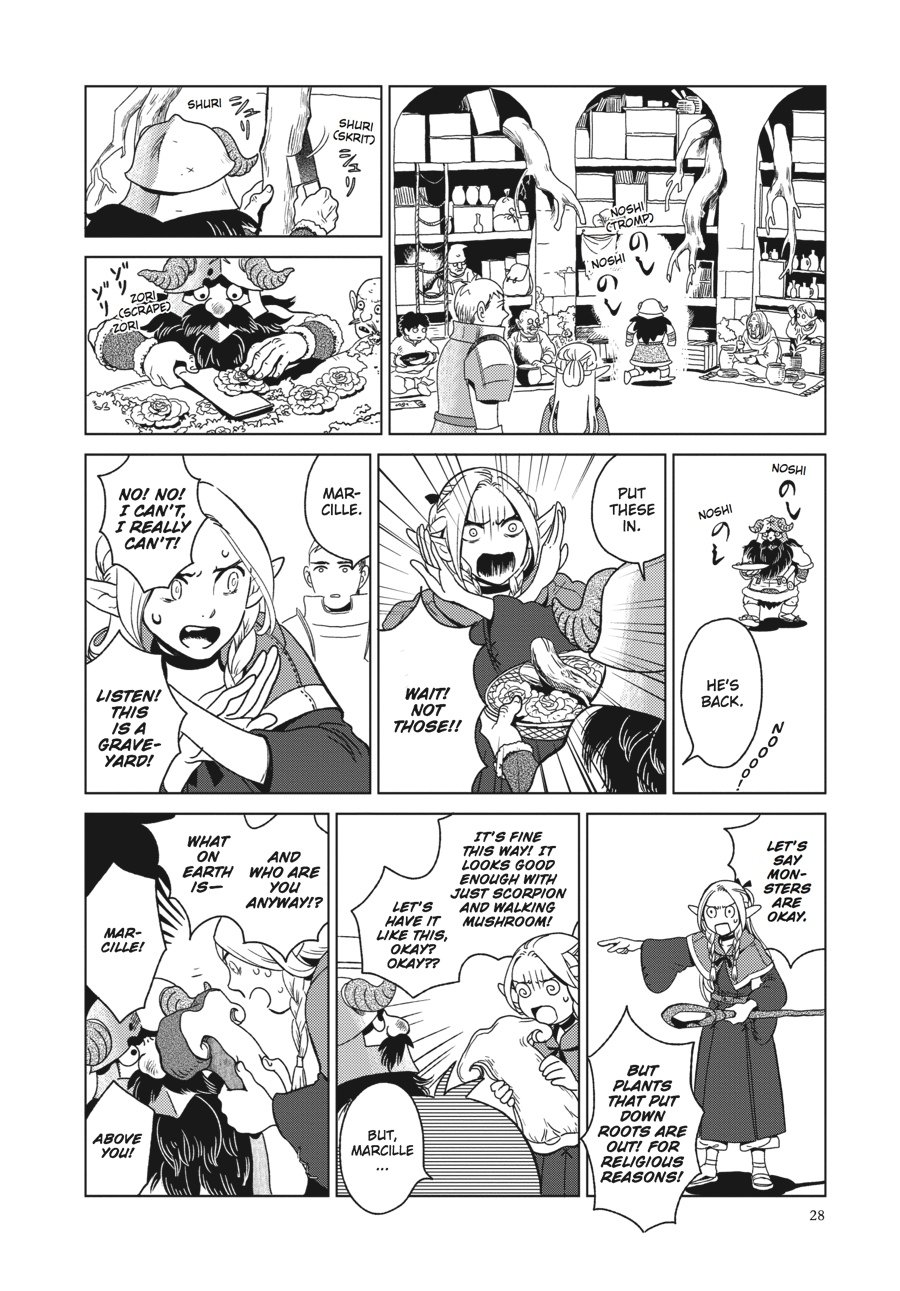 NOSHI
(TROMP)
のし
NOSHI
のし
SHURI
シュッ
SHURI
(SKRIT)
シュリ
ゾリ
ZORI
(SCRAPE)
ゾリ
ZORI
NOSHI
のし
NOSHI
のし
HE'S
BACK.
NOOOO!
PUT
THESE
IN.
WAIT!
NOT
THOSE!!
MAR-
CILLE.
NO! NO!
I CAN'T,
I REALLY
CAN'T!
LISTEN!
THIS
IS A
GRAVE-
YARD!
LET'S
SAY
MON-
STERS
ARE
OKAY.
BUT
PLANTS
THAT PUT
DOWN
ROOTS ARE
OUT! FOR
RELIGIOUS
REASONS!
IT'S FINE
THIS WAY! IT
LOOKS GOOD
ENOUGH WITH
JUST SCORPION
AND WALKING
MUSHROOM!
LET'S
HAVE IT
LIKE THIS,
OKAY?
OKAY??
BUT,
MARCILLE
...
AND
WHO ARE
YOU
ANYWAY!?
WHAT
ON
EARTH
IS—
MAR-
CILLE!
ABOVE
YOU!
28